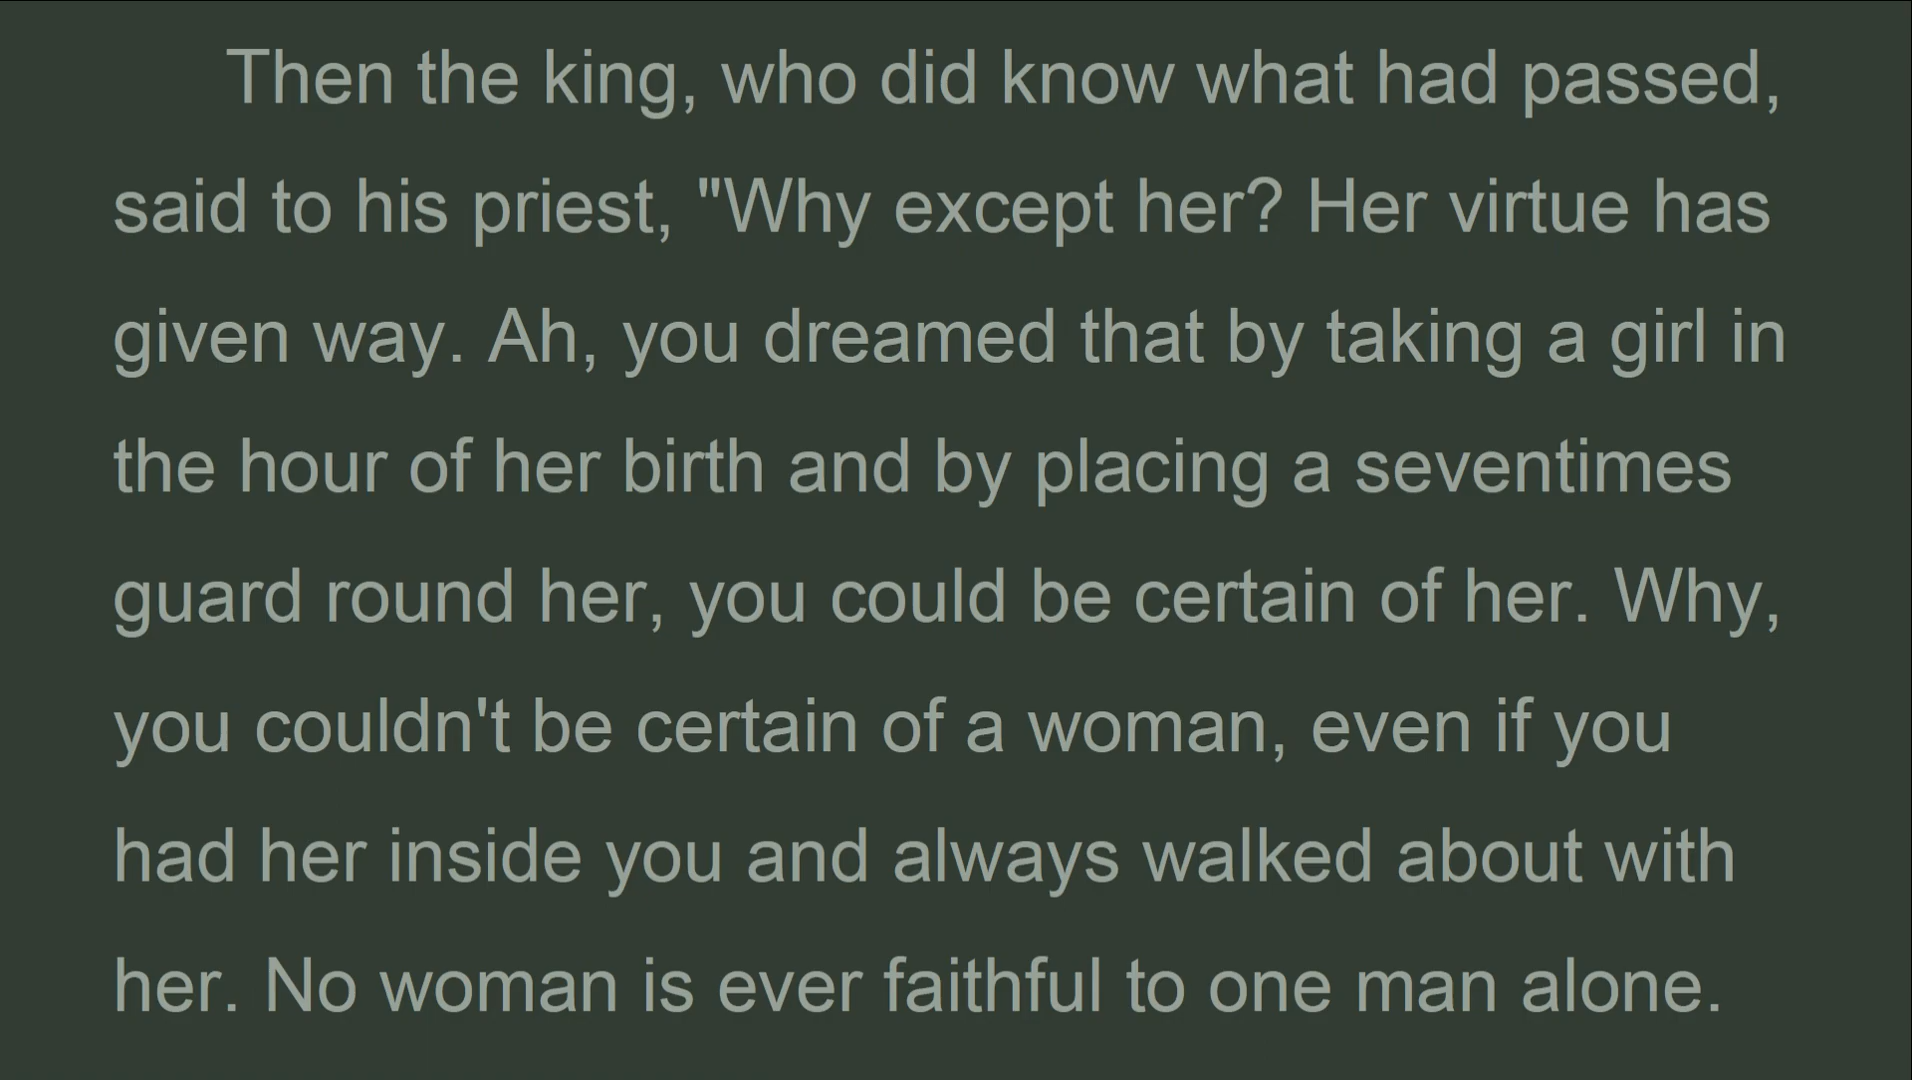 Then the king, who did know what had passed,
said to his priest, "Why except her? Her virtue has
given way. Ah, you dreamed that by taking a girl in
the hour of her birth and by placing a seventimes
guard round her, you could be certain of her. Why,
you couldn't be certain of a woman, even if you
had her inside you and always walked about with
her. No woman is ever faithful to one man alone.